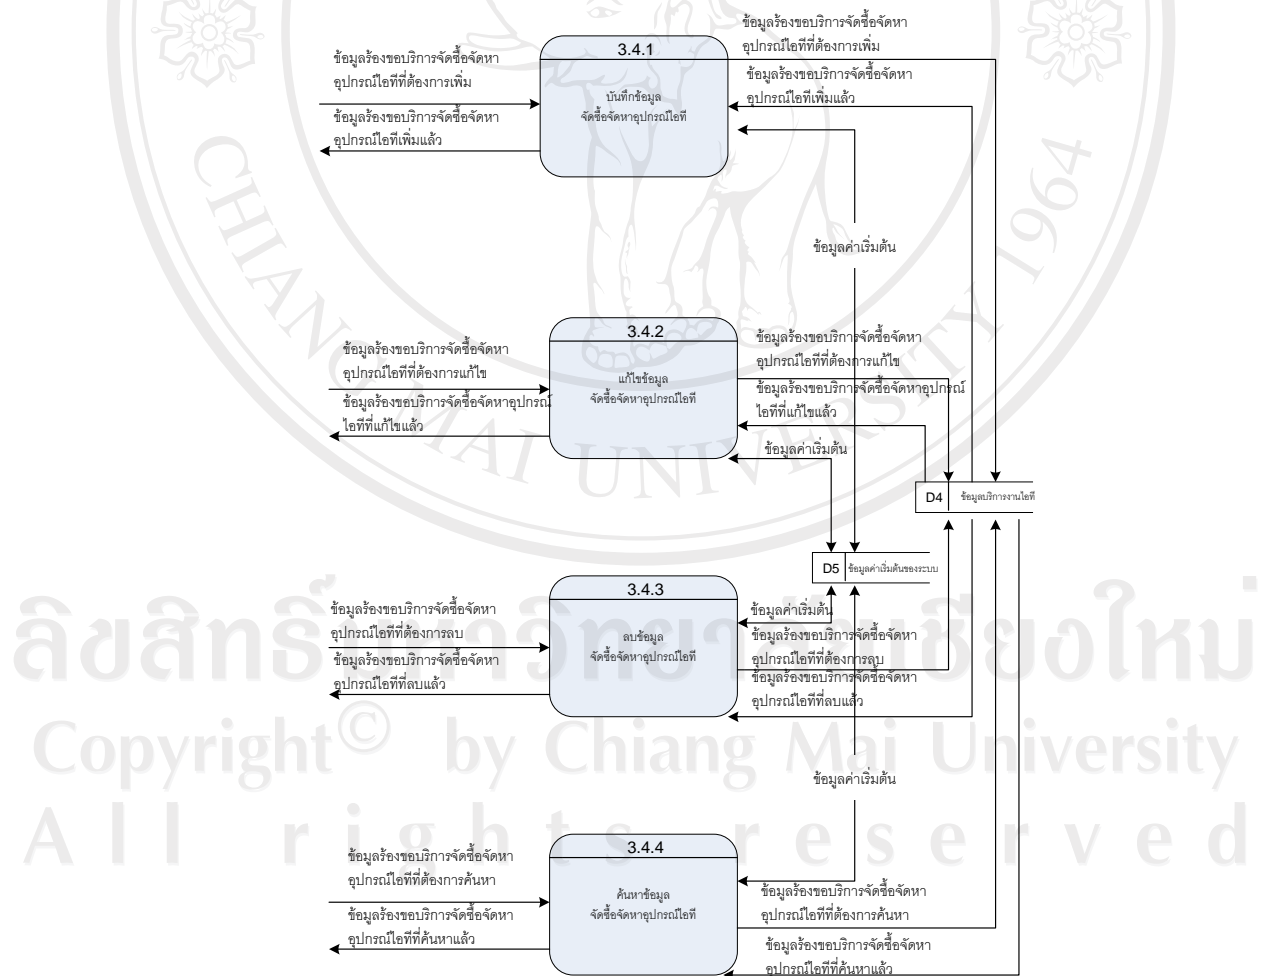 ข้อมูลร้องขอบริการจัดซื้อจัดหา
อุปกรณ์ไอทีที่ต้องการเพิ่ม
ข้อมูลร้องขอบริการจัดซื้อจัดหา
อุปกรณ์ไอทีเพิ่มแล้ว
3.4.1
บันทึกข้อมูล
จัดซื้อจัดหาอุปกรณ์ไอที
ข้อมูลร้องขอบริการจัดซื้อจัดหา
อุปกรณ์ไอทีที่ต้องการเพิ่ม
ข้อมูลร้องขอบริการจัดซื้อจัดหา
อุปกรณ์ไอทีเพิ่มแล้ว
ข้อมูลค่าเริ่มต้น
ข้อมูลร้องขอบริการจัดซื้อจัดหา
อุปกรณ์ไอทีที่ต้องการแก้ไข
ข้อมูลร้องขอบริการจัดซื้อจัดหาอุปกรณ์
ไอทีที่แก้ไขแล้ว
3.4.2
แก้ไขข้อมูล
จัดซื้อจัดหาอุปกรณ์ไอที
ข้อมูลร้องขอบริการจัดซื้อจัดหา
อุปกรณ์ไอทีที่ต้องการแก้ไข
ข้อมูลร้องขอบริการจัดซื้อจัดหาอุปกรณ์
ไอทีที่แก้ไขแล้ว
ข้อมูลค่าเริ่มต้น
D4 ข้อมูลบริการงานไอที
D5 ข้อมูลค่าเริ่มต้นของระบบ
ข้อมูลร้องขอบริการจัดซื้อจัดหา
อุปกรณ์ไอทีที่ต้องการลบ
ข้อมูลร้องขอบริการจัดซื้อจัดหา
อุปกรณ์ไอทีที่ลบแล้ว
3.4.3
ลบข้อมูล
จัดซื้อจัดหาอุปกรณ์ไอที
ข้อมูลค่าเริ่มต้น
ข้อมูลร้องขอบริการจัดซื้อจัดหา
อุปกรณ์ไอทีที่ต้องการลบ
ข้อมูลร้องขอบริการจัดซื้อจัดหา
อุปกรณ์ไอทีที่ลบแล้ว
ข้อมูลค่าเริ่มต้น
ข้อมูลร้องขอบริการจัดซื้อจัดหา
อุปกรณ์ไอทีที่ต้องการค้นหา
ข้อมูลร้องขอบริการจัดซื้อจัดหา
อุปกรณ์ไอทีที่ค้นหาแล้ว
3.4.4
ค้นหาข้อมูล
จัดซื้อจัดหาอุปกรณ์ไอที
ข้อมูลร้องขอบริการจัดซื้อจัดหา
อุปกรณ์ไอทีที่ต้องการค้นหา
ข้อมูลร้องขอบริการจัดซื้อจัดหา
อุปกรณ์ไอทีที่ค้นหาแล้ว
CHIANG MAI UNIVERSITY 1964
ลิขสิทธิ์มหาวิทยาลัยเชียงใหม่
Copyright© by Chiang Mai University
All rights reserved